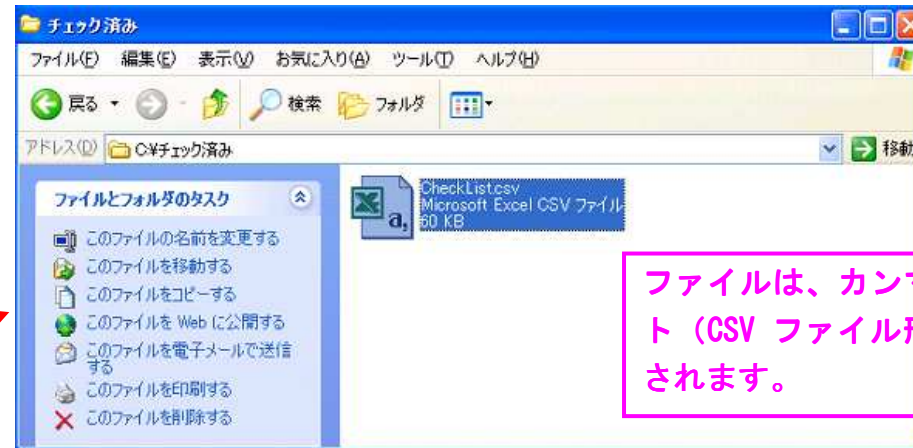 チェック済み
ファイル(F) 編集(E) 表示(V) お気に入り(A) ツール(T) ヘルプ(H)
戻る 検索 フォルダ
アドレス(D) C:¥チェック済み 移動
ファイルとフォルダのタスク
このファイルの名前を変更する
このファイルを移動する
このファイルをコピーする
このファイルを Web に公開する
このファイルを電子メールで送信
する
このファイルを印刷する
このファイルを削除する
CheckList.csv
Microsoft Excel CSV ファイル
60 KB
ファイルは、カンマ
ト（CSV ファイル形
されます。